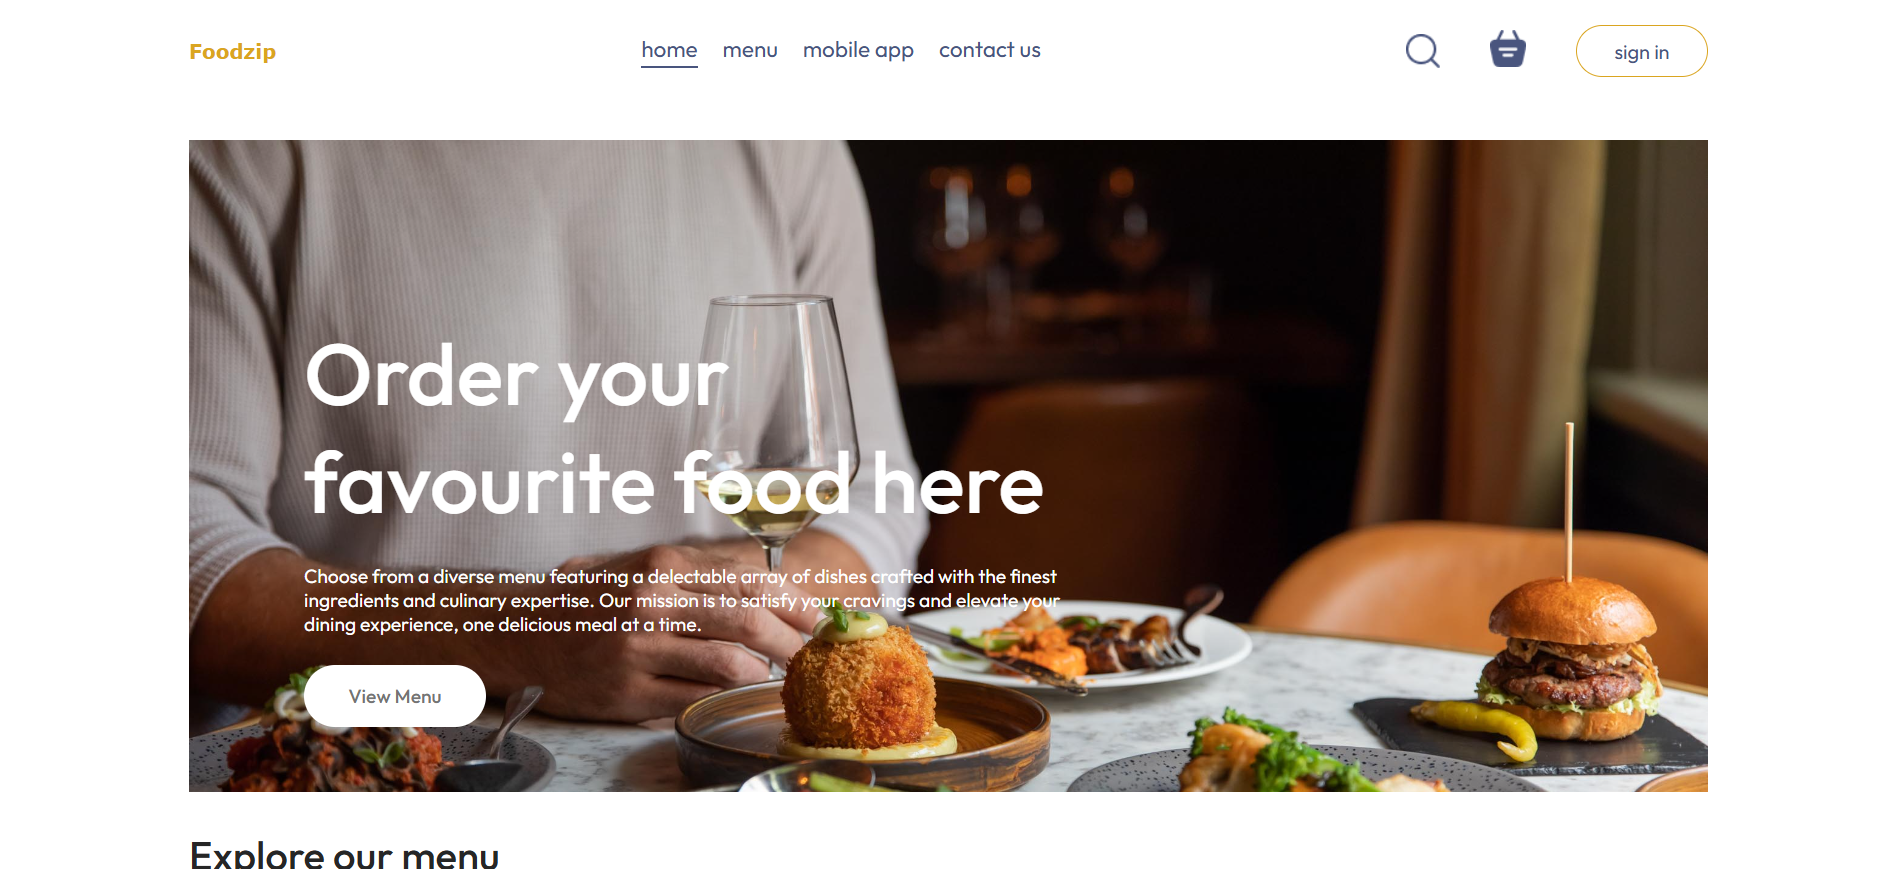 Foodzip
home menu mobile app contact us
sign in
Order your
favourite food here
Choose from a diverse menu featuring a delectable array of dishes crafted with the finest
ingredients and culinary expertise. Our mission is to satisfy your cravings and elevate your
dining experience, one delicious meal at a time.
View Menu
Explore our menu